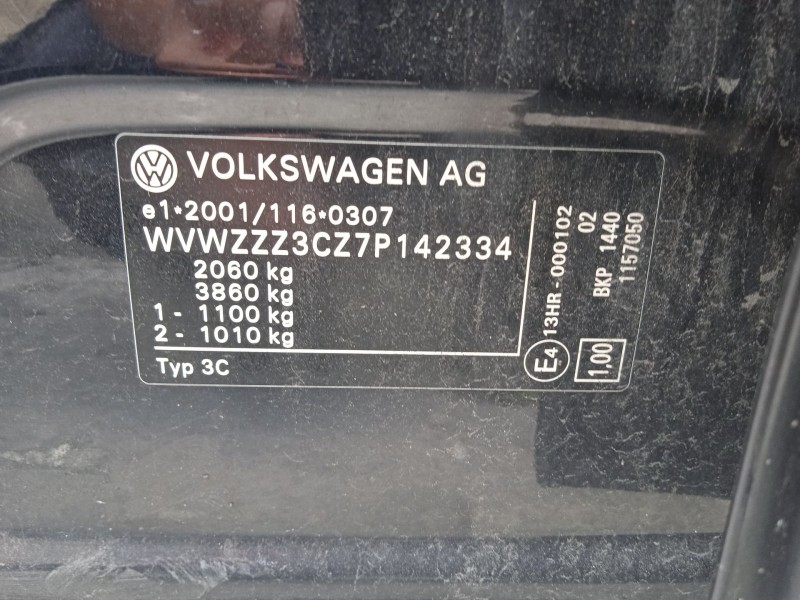 VOLKSWAGEN AG
e1*2001/116*0307
WVWZZZ3CZ7P142334
2060 kg
3860 kg
1 - 1100 kg
2 - 1010 kg
Typ 3C
E4
13HR - 000102
02
BKP 1440
1157050
1,00